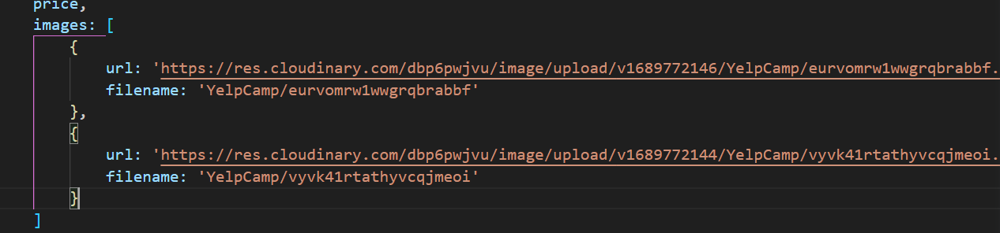 price,
images: [
{
url: 'https://res.cloudinary.com/dbp6pwjvu/image/upload/v1689772146/YelpCamp/eurvomrw1wwgrqbrabbf.
filename: 'YelpCamp/eurvomrw1wwgrqbrabbf'
},
{
url: 'https://res.cloudinary.com/dbp6pwjvu/image/upload/v1689772144/YelpCamp/vyvk41rtathyvcqjmeoi.
filename: 'YelpCamp/vyvk41rtathyvcqjmeoi'
}
]